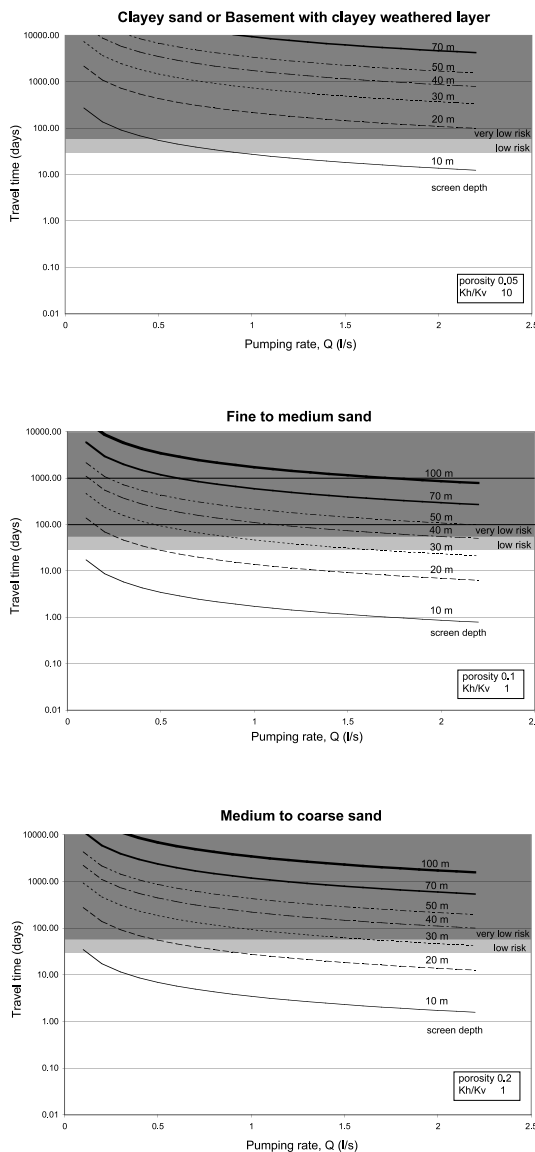 Clayey sand or Basement with clayey weathered layer
10000.00
1000.00
100.00
10.00
1.00
0.10
0.01
Travel time (days)
70 m
50 m
40 m
30 m
20 m
very low risk
low risk
10 m
screen depth
porosity 0.05
Kh/Kv 10
0 0.5 1 1.5 2 2.5
Pumping rate, Q (l/s)
Fine to medium sand
10000.00
1000.00
100.00
10.00
1.00
0.10
0.01
Travel time (days)
100 m
70 m
50 m
40 m
very low risk
30 m
low risk
20 m
10 m
screen depth
porosity 0.1
Kh/Kv 1
0 0.5 1 1.5 2 2.5
Pumping rate, Q (l/s)
Medium to coarse sand
10000.00
1000.00
100.00
10.00
1.00
0.10
0.01
Travel time (days)
100 m
70 m
50 m
40 m
30 m
very low risk
low risk
20 m
10 m
screen depth
porosity 0.2
Kh/Kv 1
0 0.5 1 1.5 2 2.5
Pumping rate, Q (l/s)